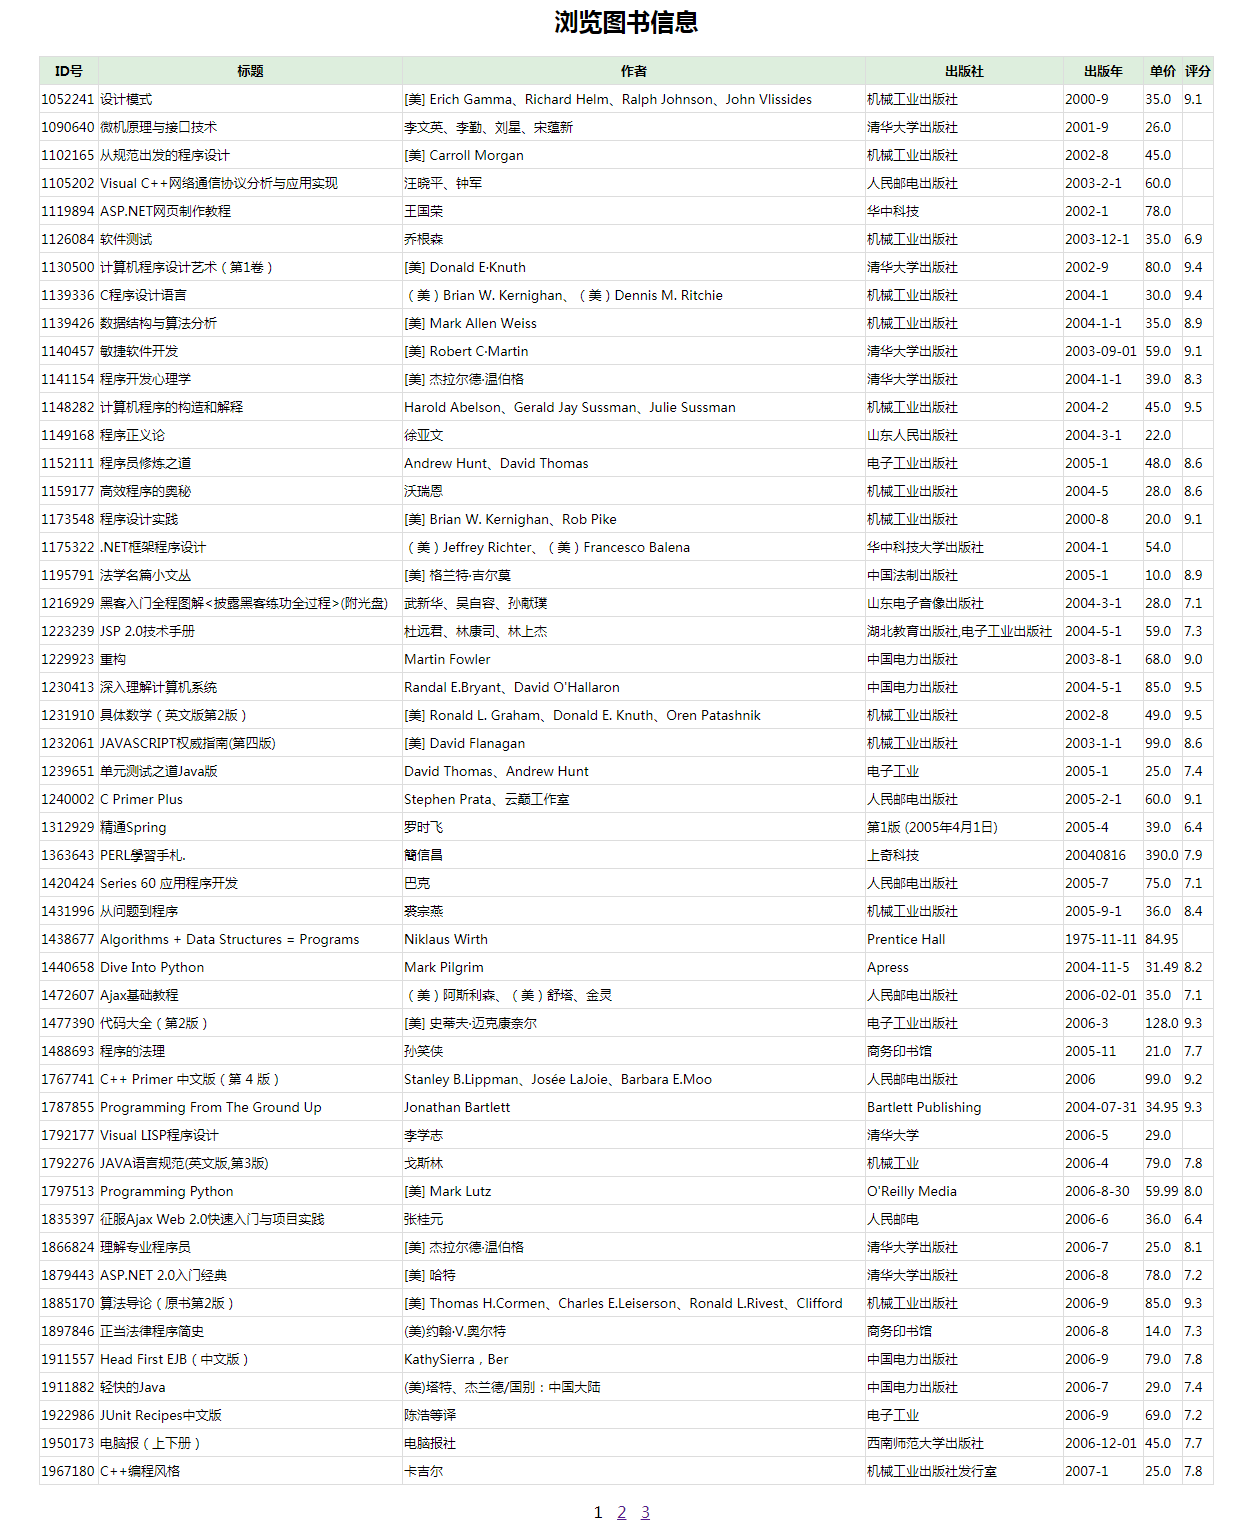 浏览图书信息
ID号 标题 作者 出版社 出版年 单价 评分
1052241 设计模式 [美] Erich Gamma、Richard Helm、Ralph Johnson、John Vlissides 机械工业出版社 2000-9 35.0 9.1
1090640 微机原理与接口技术 李文英、李勤、刘星、宋蕴新 清华大学出版社 2001-9 26.0
1102165 从规范出发的程序设计 [美] Carroll Morgan 机械工业出版社 2002-8 45.0
1105202 Visual C++网络通信协议分析与应用实现 汪晓平、钟军 人民邮电出版社 2003-2-1 60.0
1119894 ASP.NET网页制作教程 王国荣 华中科技 2002-1 78.0
1126084 软件测试 乔根森 机械工业出版社 2003-12-1 35.0 6.9
1130500 计算机程序设计艺术（第1卷） [美] Donald E·Knuth 清华大学出版社 2002-9 80.0 9.4
1139336 C程序设计语言 （美）Brian W. Kernighan、（美）Dennis M. Ritchie 机械工业出版社 2004-1 30.0 9.4
1139426 数据结构与算法分析 [美] Mark Allen Weiss 机械工业出版社 2004-1-1 35.0 8.9
1140457 敏捷软件开发 [美] Robert C·Martin 清华大学出版社 2003-09-01 59.0 9.1
1141154 程序开发心理学 [美] 杰拉尔德·温伯格 清华大学出版社 2004-1-1 39.0 8.3
1148282 计算机程序的构造和解释 Harold Abelson、Gerald Jay Sussman、Julie Sussman 机械工业出版社 2004-2 45.0 9.5
1149168 程序正义论 徐亚文 山东人民出版社 2004-3-1 22.0
1152111 程序员修炼之道 Andrew Hunt、David Thomas 电子工业出版社 2005-1 48.0 8.6
1159177 高效程序的奥秘 沃瑞恩 机械工业出版社 2004-5 28.0 8.6
1173548 程序设计实践 [美] Brian W. Kernighan、Rob Pike 机械工业出版社 2000-8 20.0 9.1
1175322 .NET框架程序设计 （美）Jeffrey Richter、（美）Francesco Balena 华中科技大学出版社 2004-1 54.0
1195791 法学名篇小文丛 [美] 格兰特·吉尔莫 中国法制出版社 2005-1 10.0 8.9
1216929 黑客入门全程图解<披露黑客练功全过程>(附光盘) 武新华、吴自容、孙献璞 山东电子音像出版社 2004-3-1 28.0 7.1
1223239 JSP 2.0技术手册 杜远君、林康司、林上杰 湖北教育出版社,电子工业出版社 2004-5-1 59.0 7.3
1229923 重构 Martin Fowler 中国电力出版社 2003-8-1 68.0 9.0
1230413 深入理解计算机系统 Randal E.Bryant、David O'Hallaron 中国电力出版社 2004-5-1 85.0 9.5
1231910 具体数学（英文版第2版） [美] Ronald L. Graham、Donald E. Knuth、Oren Patashnik 机械工业出版社 2002-8 49.0 9.5
1232061 JAVASCRIPT权威指南(第四版) [美] David Flanagan 机械工业出版社 2003-1-1 99.0 8.6
1239651 单元测试之道Java版 David Thomas、Andrew Hunt 电子工业 2005-1 25.0 7.4
1240002 C Primer Plus Stephen Prata、云巅工作室 人民邮电出版社 2005-2-1 60.0 9.1
1312929 精通Spring 罗时飞 第1版 (2005年4月1日) 2005-4 39.0 6.4
1363643 PERL學習手札. 簡信昌 上奇科技 20040816 390.0 7.9
1420424 Series 60 应用程序开发 巴克 人民邮电出版社 2005-7 75.0 7.1
1431996 从问题到程序 裘宗燕 机械工业出版社 2005-9-1 36.0 8.4
1438677 Algorithms + Data Structures = Programs Niklaus Wirth Prentice Hall 1975-11-11 84.95
1440658 Dive Into Python Mark Pilgrim Apress 2004-11-5 31.49 8.2
1472607 Ajax基础教程 （美）阿斯利森、（美）舒塔、金灵 人民邮电出版社 2006-02-01 35.0 7.1
1477390 代码大全（第2版） [美] 史蒂夫·迈克康奈尔 电子工业出版社 2006-3 128.0 9.3
1488693 程序的法理 孙笑侠 商务印书馆 2005-11 21.0 7.7
1767741 C++ Primer 中文版（第 4 版） Stanley B.Lippman、Josée LaJoie、Barbara E.Moo 人民邮电出版社 2006 99.0 9.2
1787855 Programming From The Ground Up Jonathan Bartlett Bartlett Publishing 2004-07-31 34.95 9.3
1792177 Visual LISP程序设计 李学志 清华大学 2006-5 29.0
1792276 JAVA语言规范(英文版,第3版) 戈斯林 机械工业 2006-4 79.0 7.8
1797513 Programming Python [美] Mark Lutz O'Reilly Media 2006-8-30 59.99 8.0
1835397 征服Ajax Web 2.0快速入门与项目实践 张桂元 人民邮电 2006-6 36.0 6.4
1866824 理解专业程序员 [美] 杰拉尔德·温伯格 清华大学出版社 2006-7 25.0 8.1
1879443 ASP.NET 2.0入门经典 [美] 哈特 清华大学出版社 2006-8 78.0 7.2
1885170 算法导论（原书第2版） [美] Thomas H.Cormen、Charles E.Leiserson、Ronald L.Rivest、Clifford 机械工业出版社 2006-9 85.0 9.3
1897846 正当法律程序简史 (美)约翰·V.奥尔特 商务印书馆 2006-8 14.0 7.3
1911557 Head First EJB（中文版） KathySierra，Ber 中国电力出版社 2006-9 79.0 7.8
1911882 轻快的Java (美)塔特、杰兰德/国别：中国大陆 中国电力出版社 2006-7 29.0 7.4
1922986 JUnit Recipes中文版 陈浩等译 电子工业 2006-9 69.0 7.2
1950173 电脑报（上下册） 电脑报社 西南师范大学出版社 2006-12-01 45.0 7.7
1967180 C++编程风格 卡吉尔 机械工业出版社发行室 2007-1 25.0 7.8
1 2 3